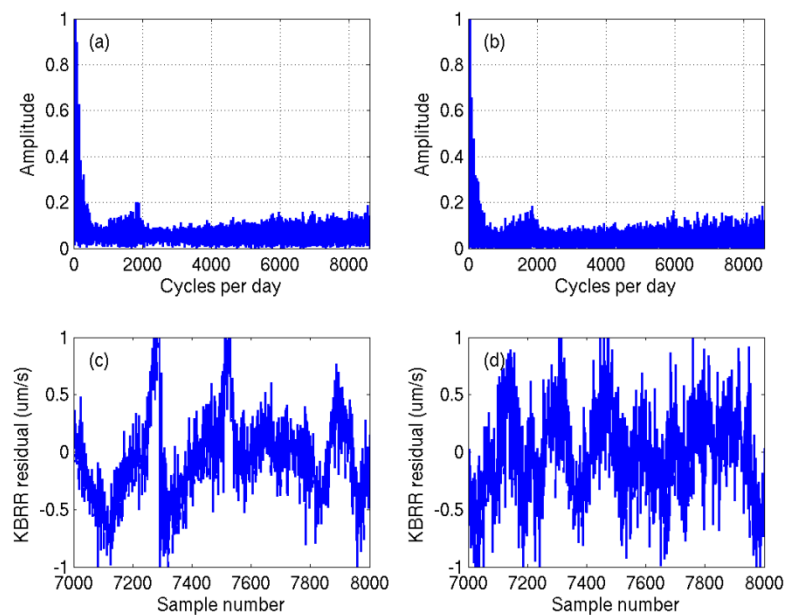 (a)
1
0.8
0.6
0.4
0.2
0
Amplitude
0 2000 4000 6000 8000
Cycles per day
(b)
1
0.8
0.6
0.4
0.2
0
Amplitude
0 2000 4000 6000 8000
Cycles per day
(c)
1
0.5
0
-0.5
-1
KBRR residual (um/s)
7000 7200 7400 7600 7800 8000
Sample number
(d)
1
0.5
0
-0.5
-1
KBRR residual (um/s)
7000 7200 7400 7600 7800 8000
Sample number